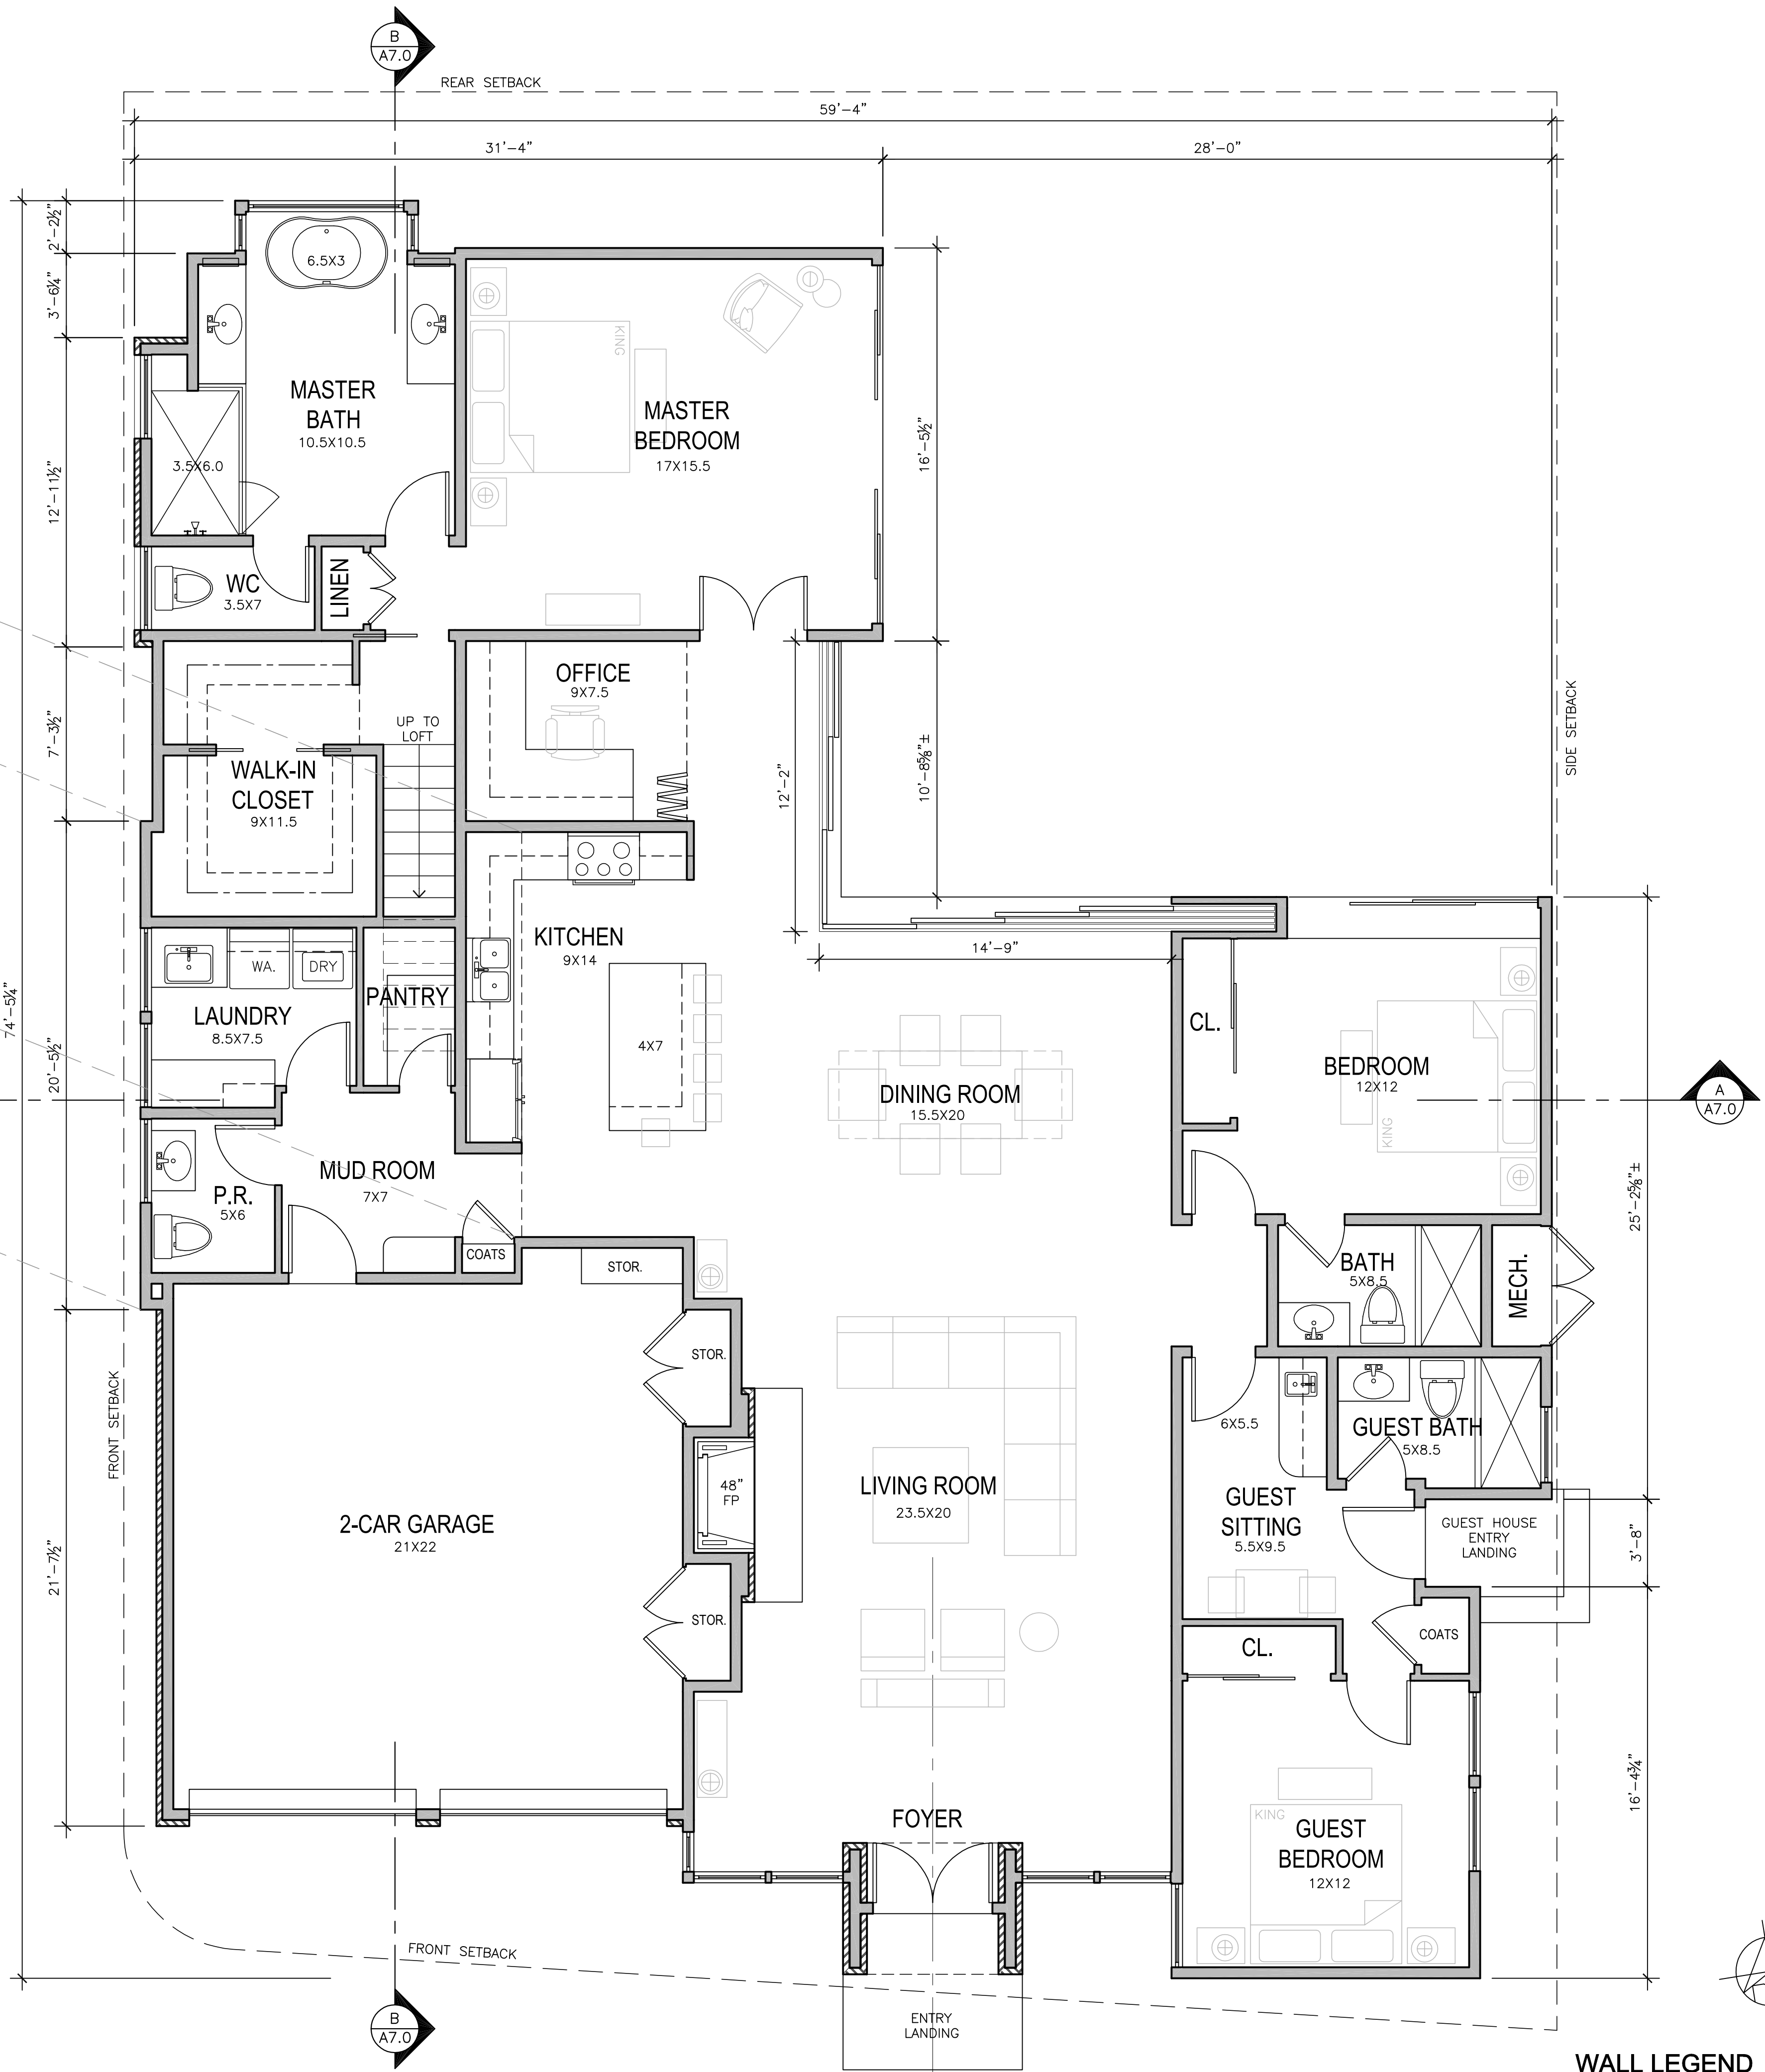 B
A7.0
REAR SETBACK
59'-4"
31'-4"
28'-0"
2'-2½"
3'-6¼"
12'-11½"
7'-3½"
20'-5½"
21'-7½"
74'-5¼"
6.5X3
KING
MASTER
BATH
10.5X10.5
MASTER
BEDROOM
17X15.5
3.5X6.0
16'-5½"
WC
3.5X7
LINEN
OFFICE
9X7.5
UP TO
LOFT
WALK-IN
CLOSET
9X11.5
12'-2"
10'-8⅝"±
SIDE SETBACK
KITCHEN
9X14
14'-9"
WA.
DRY
PANTRY
LAUNDRY
8.5X7.5
4X7
CL.
DINING ROOM
15.5X20
BEDROOM
12X12
KING
A
A7.0
MUD ROOM
7X7
P.R.
5X6
COATS
STOR.
25'-2⅝"±
BATH
5X8.5
MECH.
STOR.
FRONT SETBACK
6X5.5
GUEST BATH
5X8.5
48"
FP
LIVING ROOM
23.5X20
GUEST
SITTING
5.5X9.5
GUEST HOUSE
ENTRY
LANDING
3'-8"
2-CAR GARAGE
21X22
STOR.
COATS
CL.
16'-4¾"
FOYER
KING
GUEST
BEDROOM
12X12
FRONT SETBACK
B
A7.0
ENTRY
LANDING
WALL LEGEND